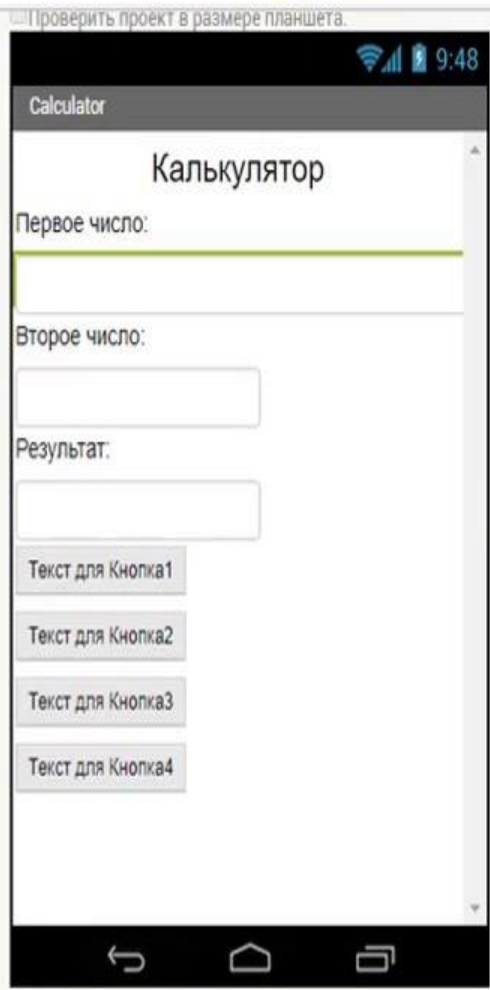 Проверить проект в размере планшета.
9:48
Calculator
Калькулятор
Первое число:
Второе число:
Результат:
Текст для Кнопка1
Текст для Кнопка2
Текст для Кнопка3
Текст для Кнопка4